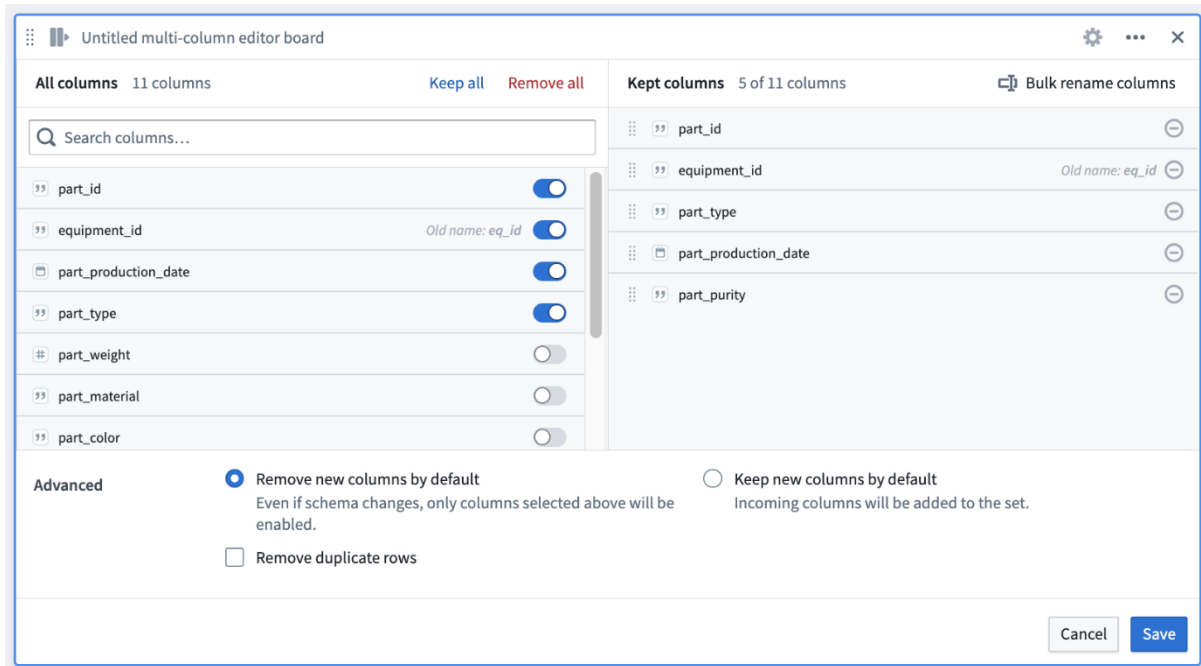 Untitled multi-column editor board
All columns 11 columns Keep all Remove all
Search columns...
part_id
equipment_id Old name: eq_id
part_production_date
part_type
part_weight
part_material
part_color
Kept columns 5 of 11 columns Bulk rename columns
part_id
equipment_id Old name: eq_id
part_type
part_production_date
part_purity
Advanced
Remove new columns by default
Even if schema changes, only columns selected above will be
enabled.
Keep new columns by default
Incoming columns will be added to the set.
Remove duplicate rows
Cancel Save